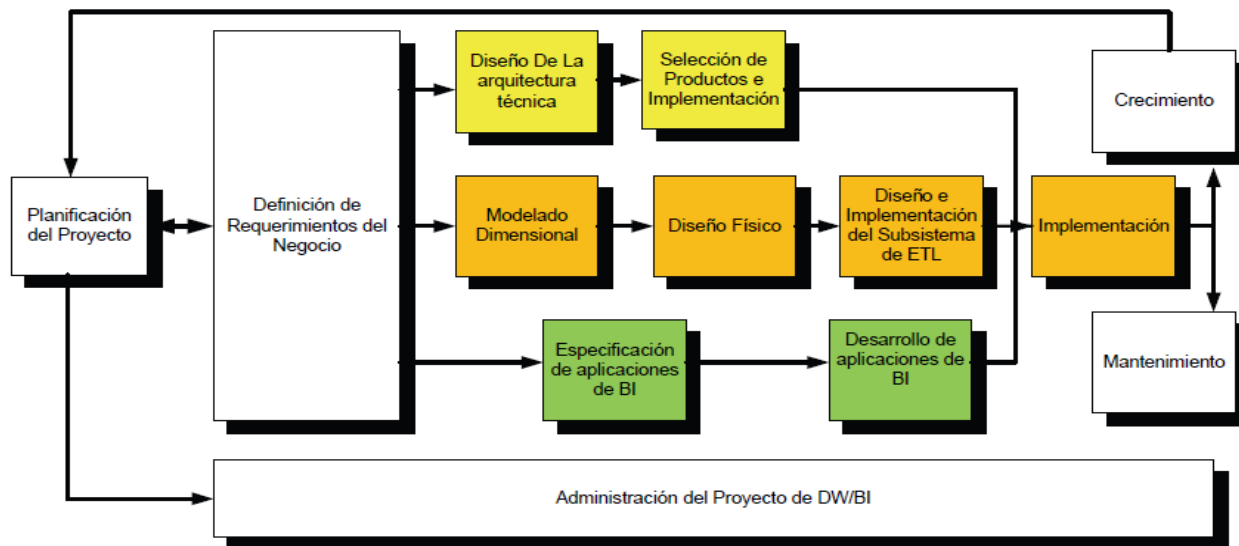 Planificación
del Proyecto
Definición de
Requerimientos del
Negocio
Diseño De La
arquitectura
técnica
Selección de
Productos e
Implementación
Modelado
Dimensional
Diseño Físico
Diseño e
Implementación
del Subsistema
de ETL
Implementación
Especificación
de aplicaciones
de BI
Desarrollo de
aplicaciones de
BI
Crecimiento
Mantenimiento
Administración del Proyecto de DW/BI